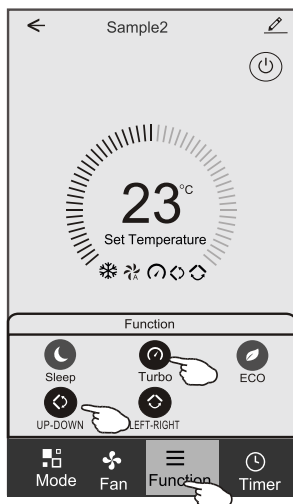 Sample2
23°C
Set Temperature
A
Function
Sleep Turbo ECO
UP-DOWN LEFT-RIGHT
Mode Fan Function Timer